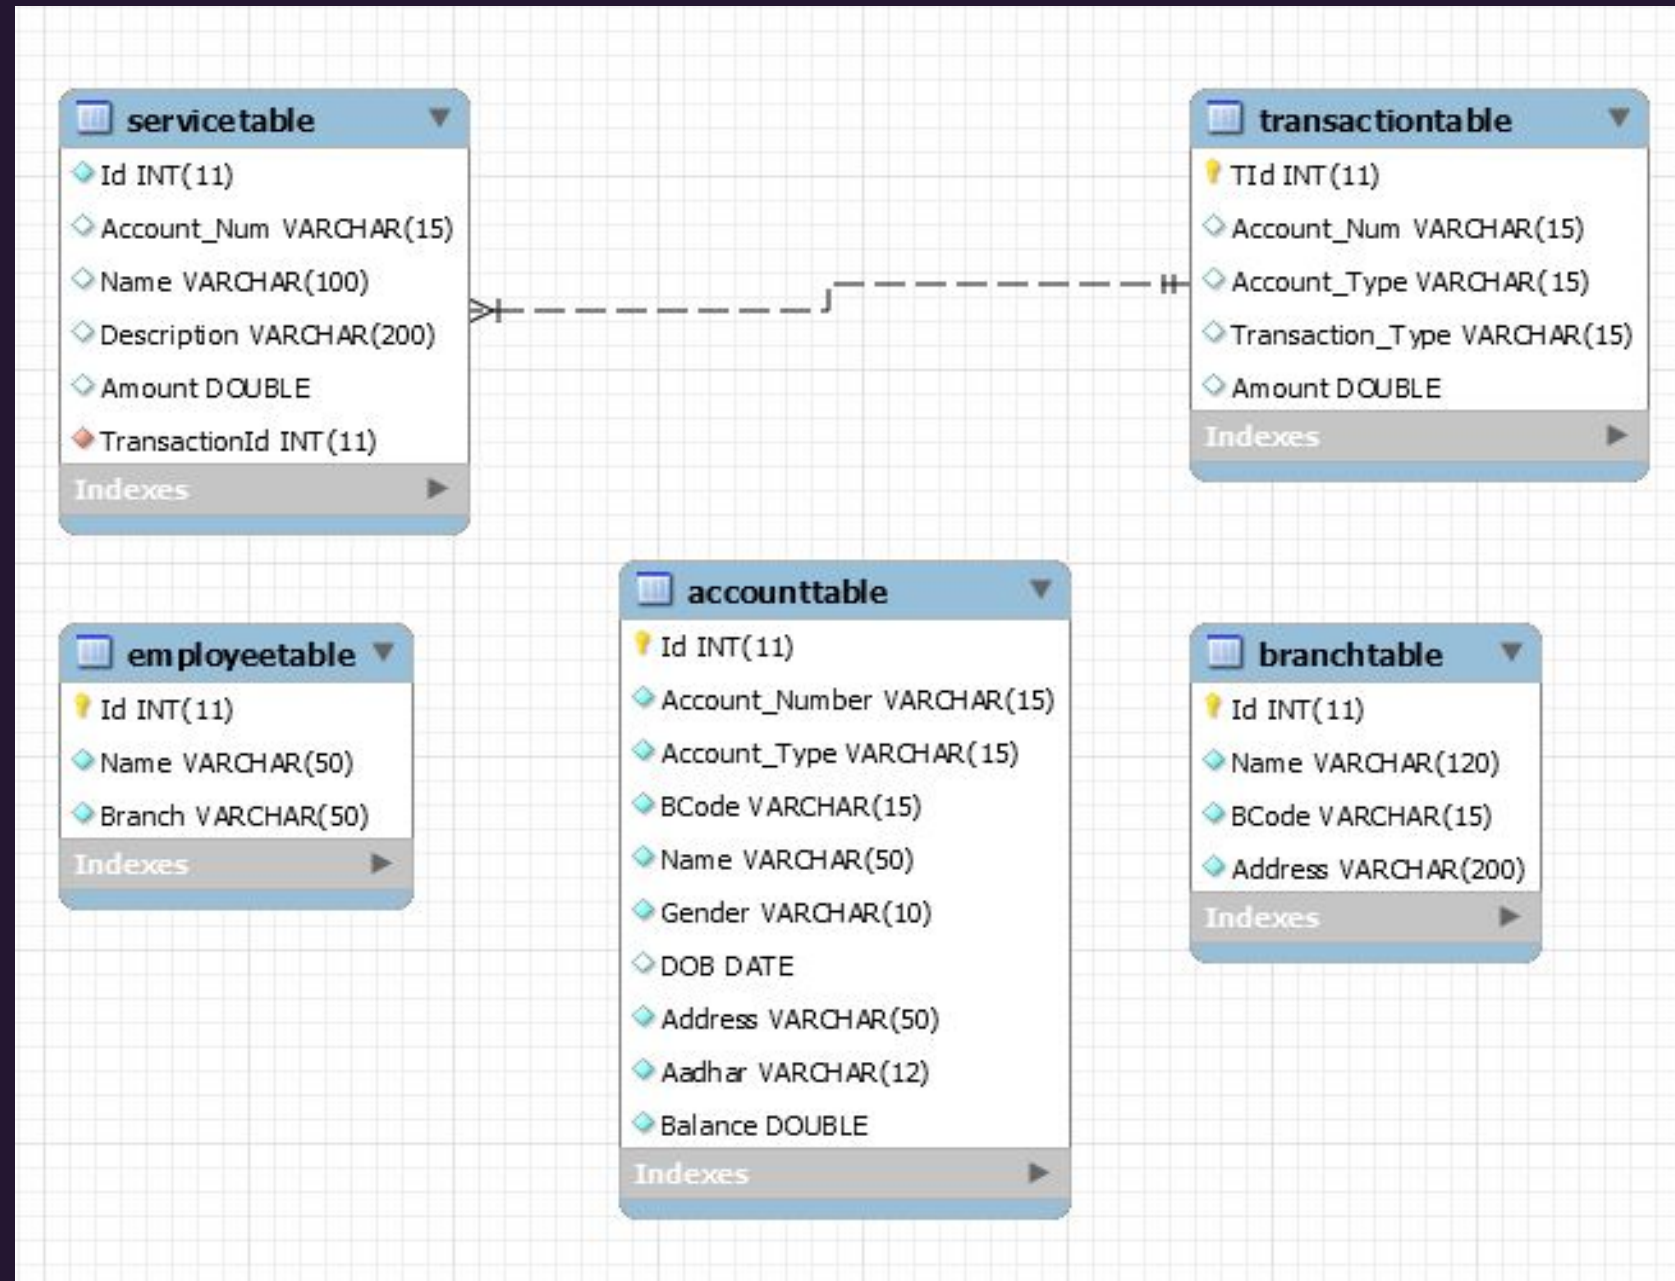 servicetable
Id INT(11)
Account_Num VARCHAR(15)
Name VARCHAR(100)
Description VARCHAR(200)
Amount DOUBLE
TransactionId INT(11)
Indexes
transactiontable
TId INT(11)
Account_Num VARCHAR(15)
Account_Type VARCHAR(15)
Transaction_Type VARCHAR(15)
Amount DOUBLE
Indexes
employeetable
Id INT(11)
Name VARCHAR(50)
Branch VARCHAR(50)
Indexes
accounttable
Id INT(11)
Account_Number VARCHAR(15)
Account_Type VARCHAR(15)
BCode VARCHAR(15)
Name VARCHAR(50)
Gender VARCHAR(10)
DOB DATE
Address VARCHAR(50)
Aadhar VARCHAR(12)
Balance DOUBLE
Indexes
branchtable
Id INT(11)
Name VARCHAR(120)
BCode VARCHAR(15)
Address VARCHAR(200)
Indexes